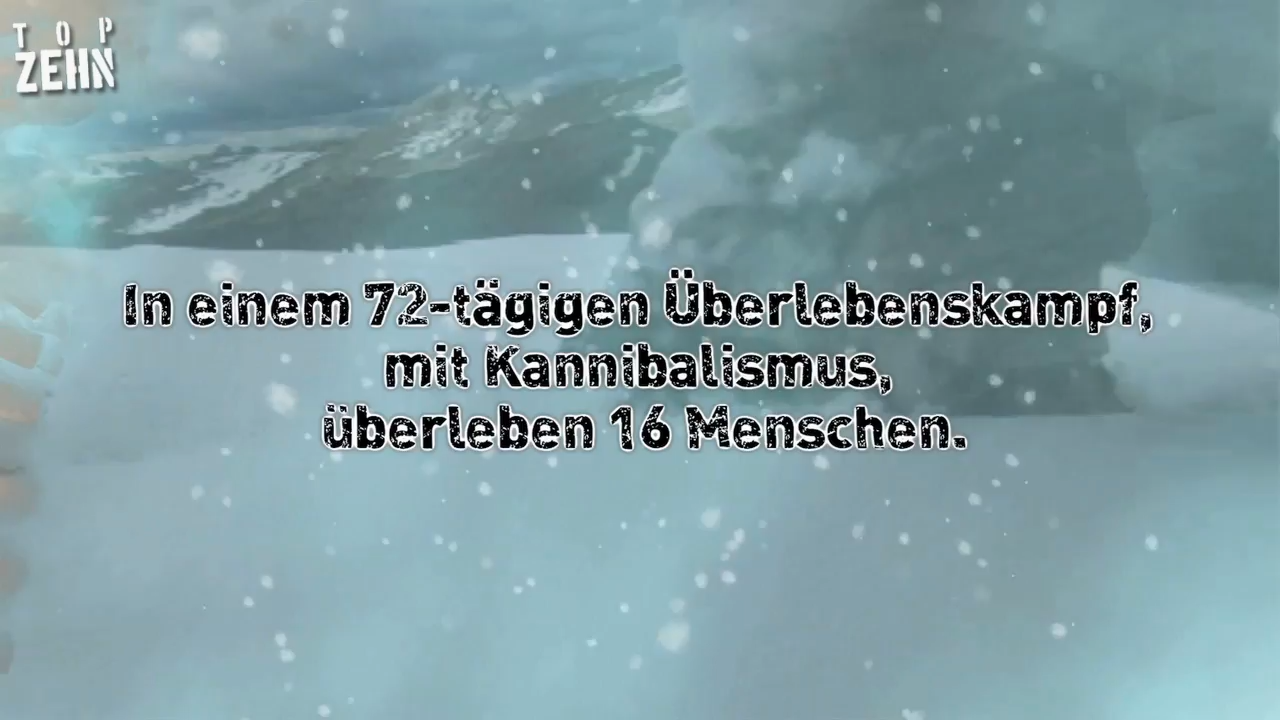 TOP
ZEHN
In einem 72-tägigen Überlebenskampf,
mit Kannibalismus,
überleben 16 Menschen.